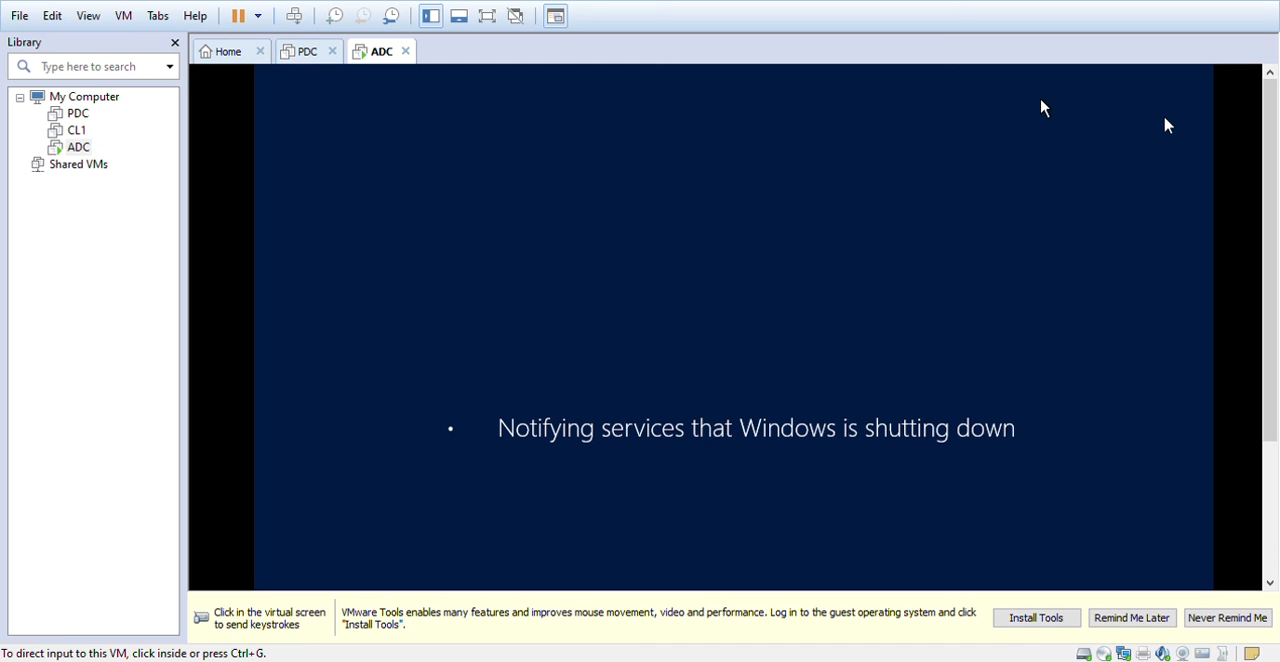 File Edit View VM Tabs Help
Library
Type here to search
My Computer
PDC
CL1
ADC
Shared VMs
Home PDC ADC
Notifying services that Windows is shutting down
Click in the virtual screen
to send keystrokes
VMware Tools enables many features and improves mouse movement, video and performance. Log in to the guest operating system and click
"Install Tools".
Install Tools Remind Me Later Never Remind Me
To direct input to this VM, click inside or press Ctrl+G.